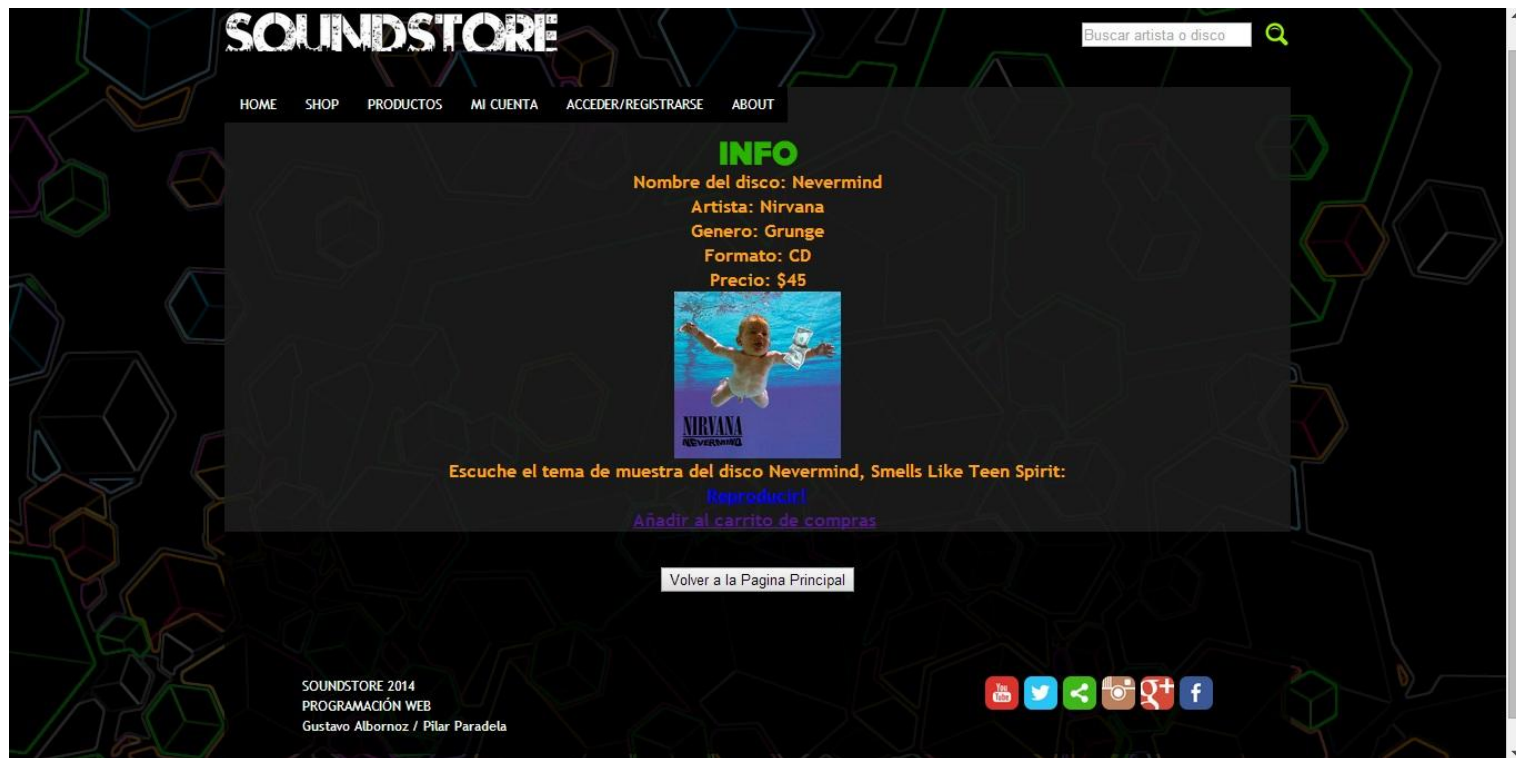 SOUNDSTORE
Buscar artista o disco
HOME SHOP PRODUCTOS MI CUENTA ACCEDER/REGISTRARSE ABOUT
INFO
Nombre del disco: Nevermind
Artista: Nirvana
Genero: Grunge
Formato: CD
Precio: $45
NIRVANA
NEVERMIND
Escuche el tema de muestra del disco Nevermind, Smells Like Teen Spirit:
Reproducir!
Añadir al carrito de compras
Volver a la Pagina Principal
SOUNDSTORE 2014
PROGRAMACIÓN WEB
Gustavo Albornoz / Pilar Paradela
You Tube g+ f